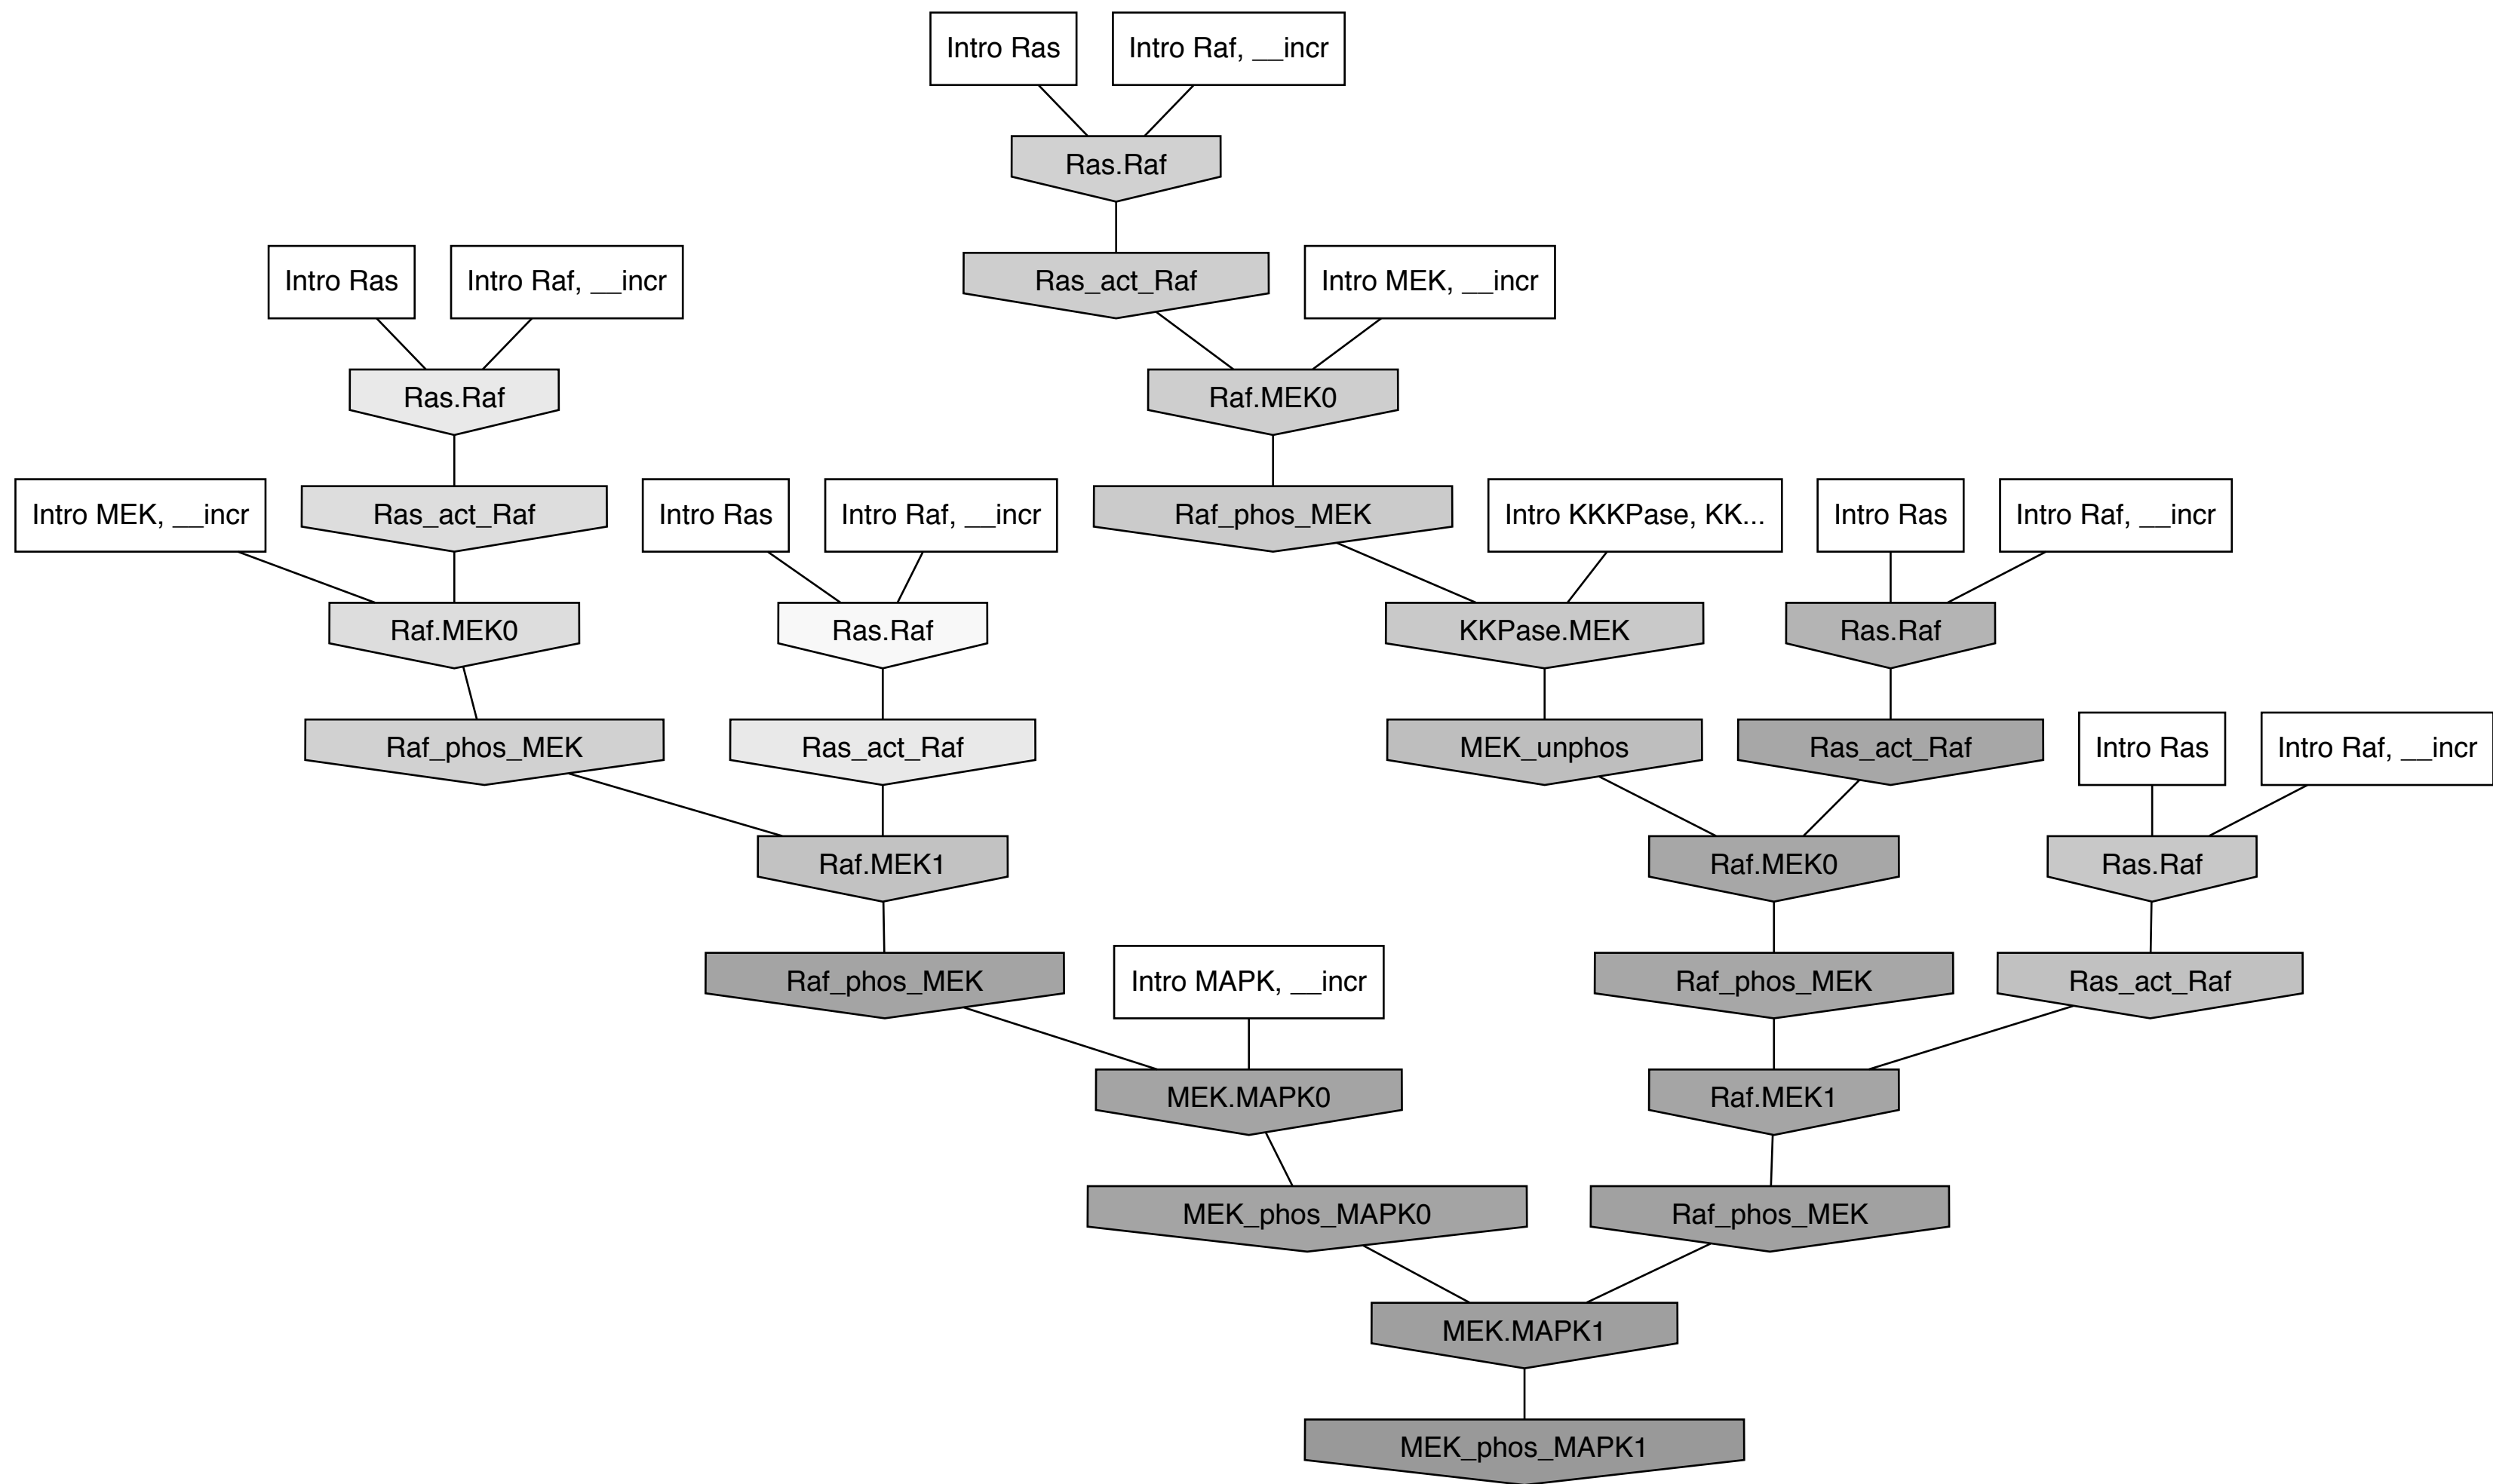 Intro Ras
Intro Raf, __incr
Ras.Raf
Intro Ras
Intro Raf, __incr
Ras_act_Raf
Intro MEK, __incr
Ras.Raf
Raf.MEK0
Intro MEK, __incr
Ras_act_Raf
Intro Ras
Intro Raf, __incr
Raf_phos_MEK
Intro KKKPase, KK...
Intro Ras
Intro Raf, __incr
Raf.MEK0
Ras.Raf
KKPase.MEK
Ras.Raf
Raf_phos_MEK
Ras_act_Raf
MEK_unphos
Ras_act_Raf
Intro Ras
Intro Raf, __incr
Raf.MEK1
Raf.MEK0
Ras.Raf
Raf_phos_MEK
Intro MAPK, __incr
Raf_phos_MEK
Ras_act_Raf
MEK.MAPK0
Raf.MEK1
MEK_phos_MAPK0
Raf_phos_MEK
MEK.MAPK1
MEK_phos_MAPK1